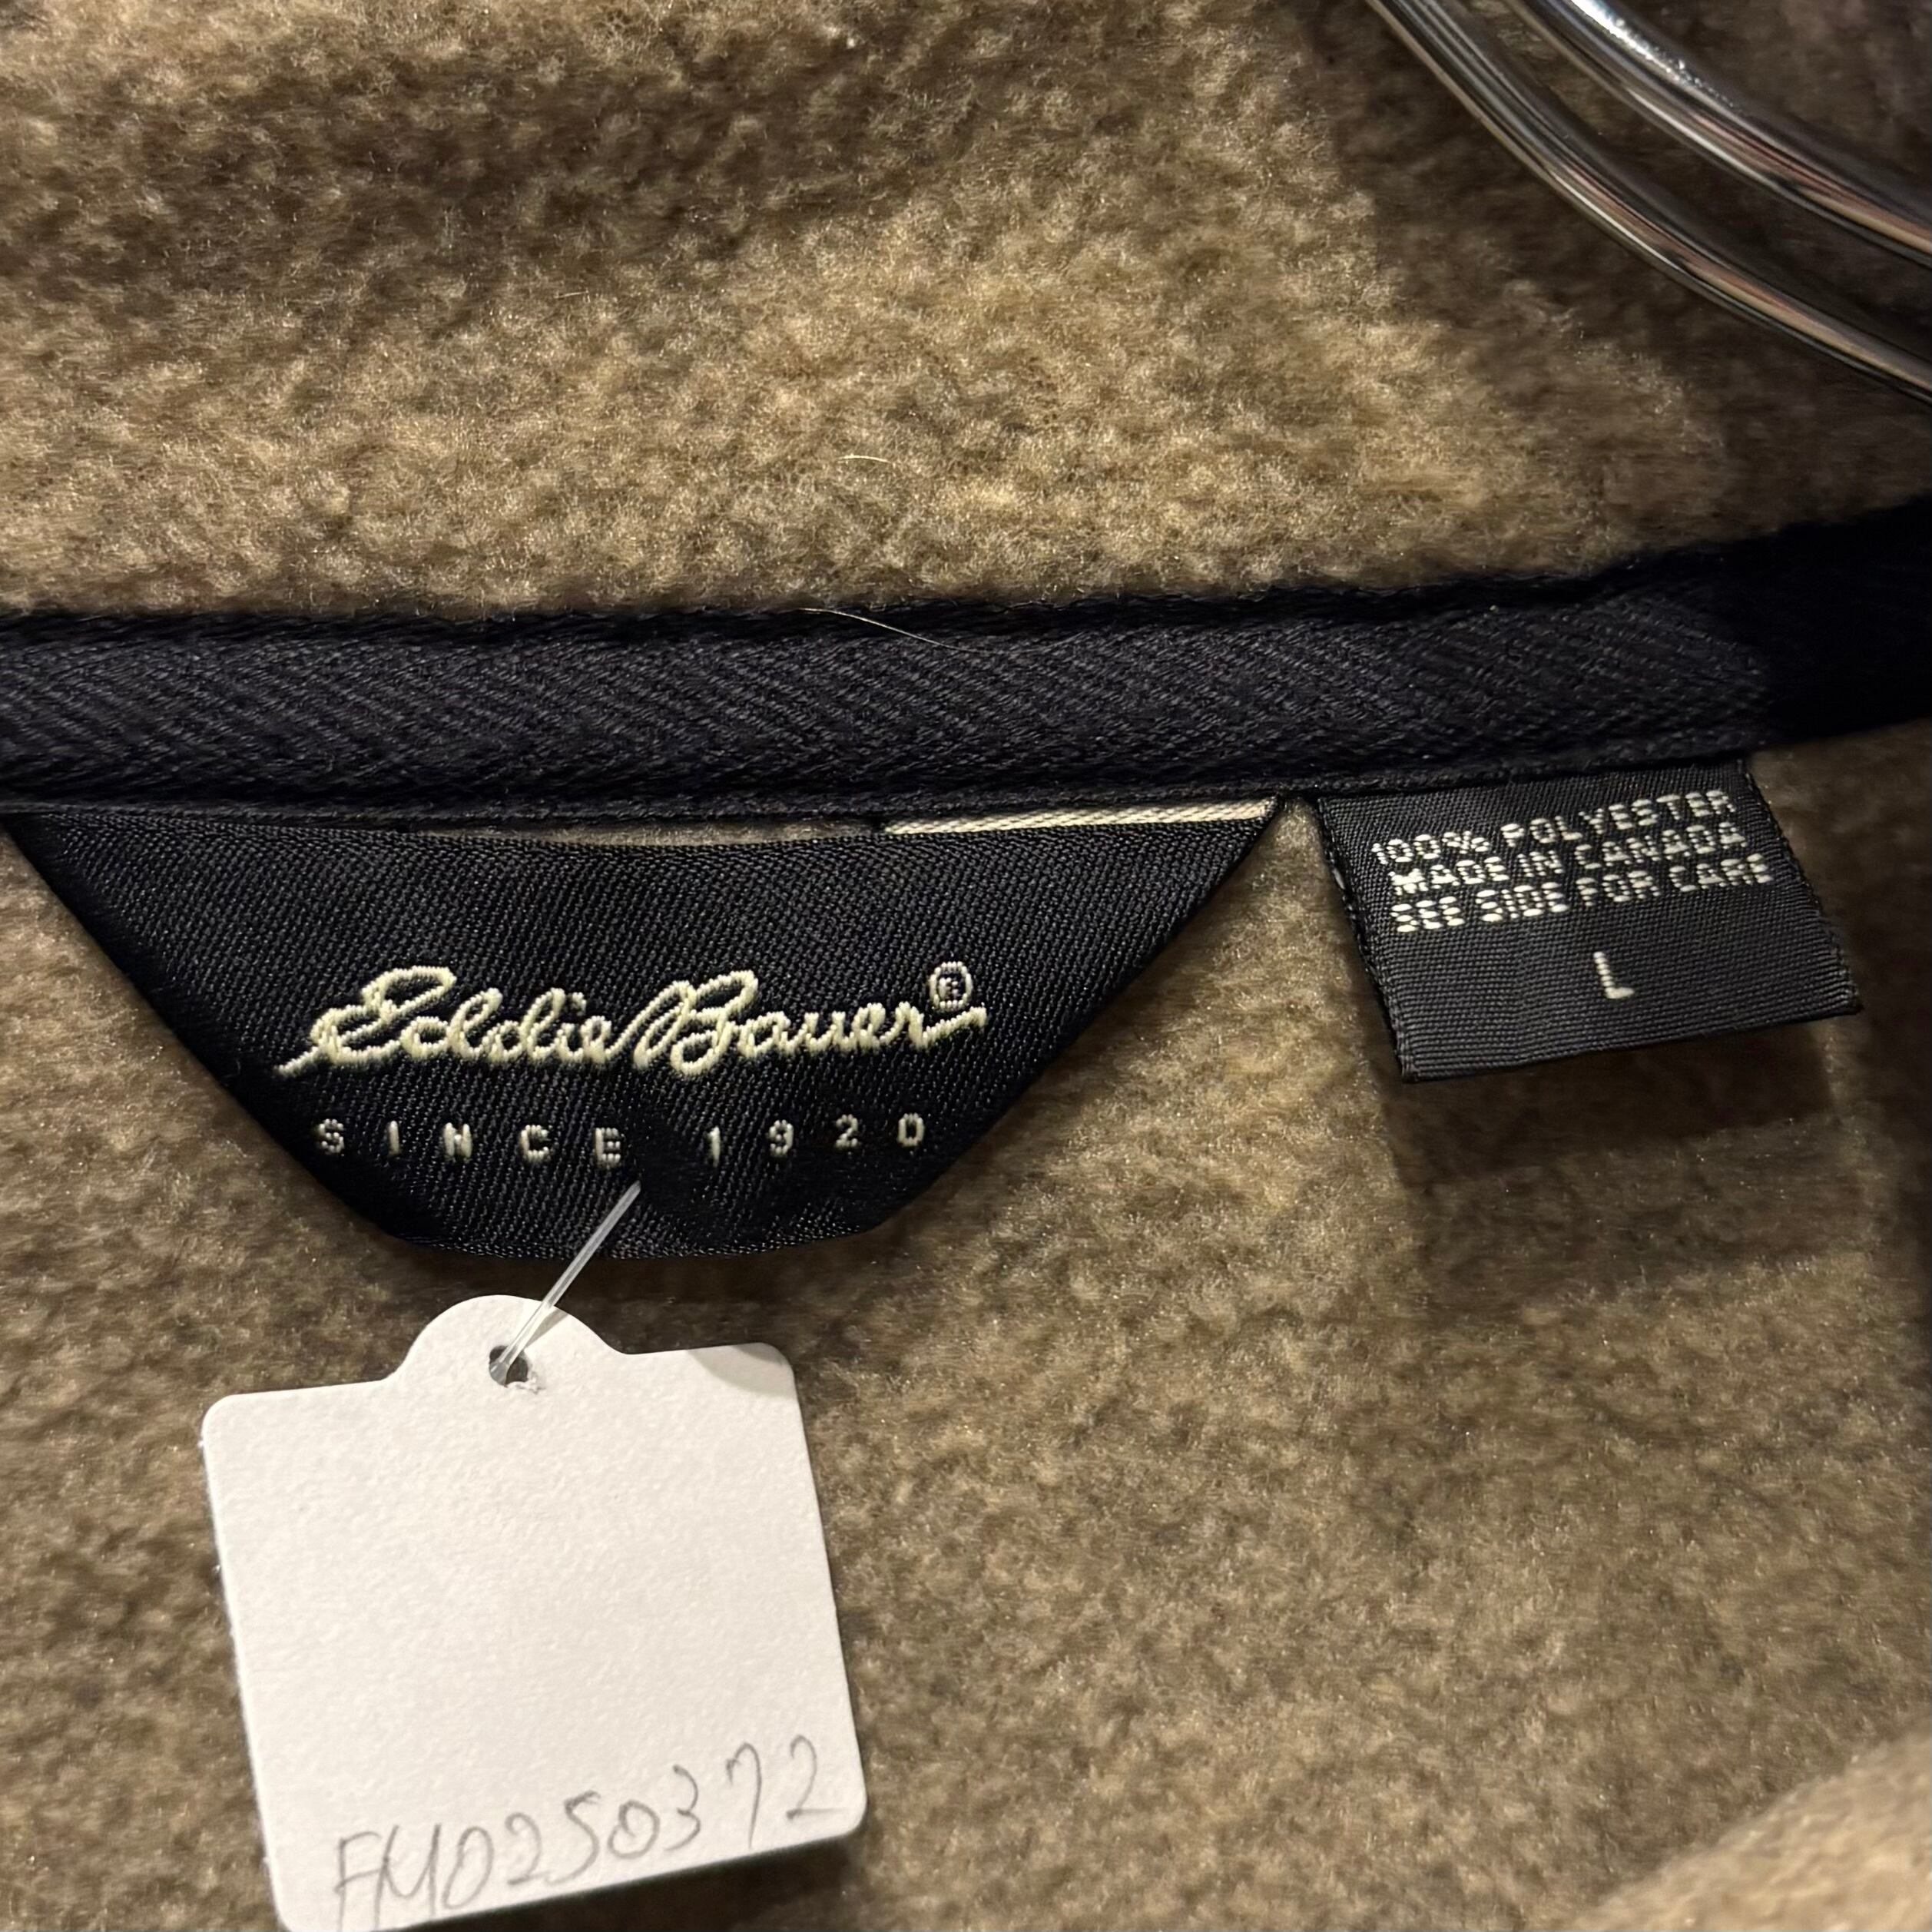 Eddie Bauer®
SINCE 1920
100% POLYESTER
MADE IN CANADA
SEE SIDE FOR CARE
L
FM0250372